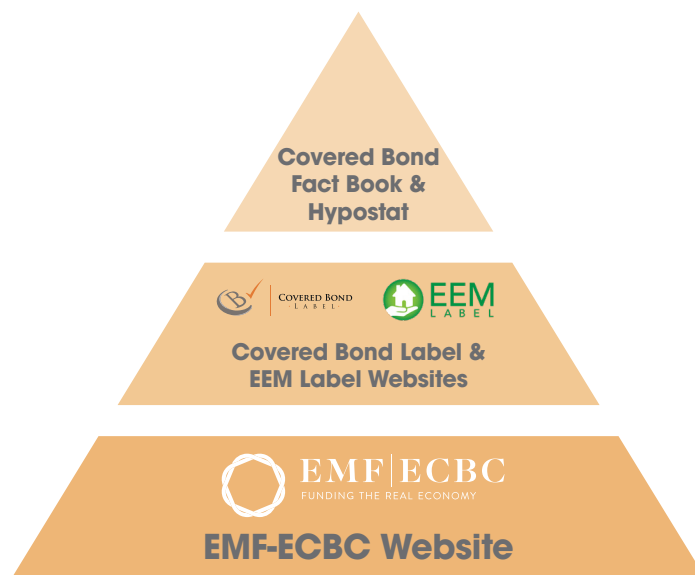 Covered Bond
Fact Book &
Hypostat
B
COVERED BOND
LABEL
EEM
LABEL
Covered Bond Label &
EEM Label Websites
EMF|ECBC
FUNDING THE REAL ECONOMY
EMF-ECBC Website